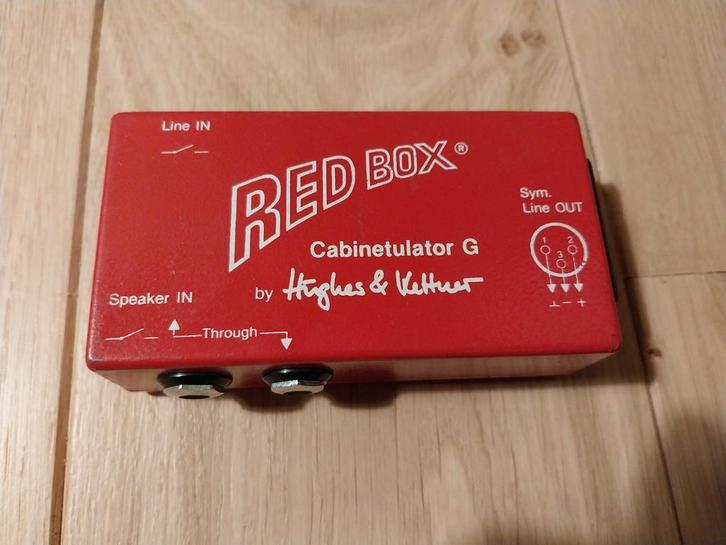 Line IN
RED BOX®
Sym.
Line OUT
1 2
3
Cabinetulator G
by Hughes & Kettner
Speaker IN
Through
⊥ − +